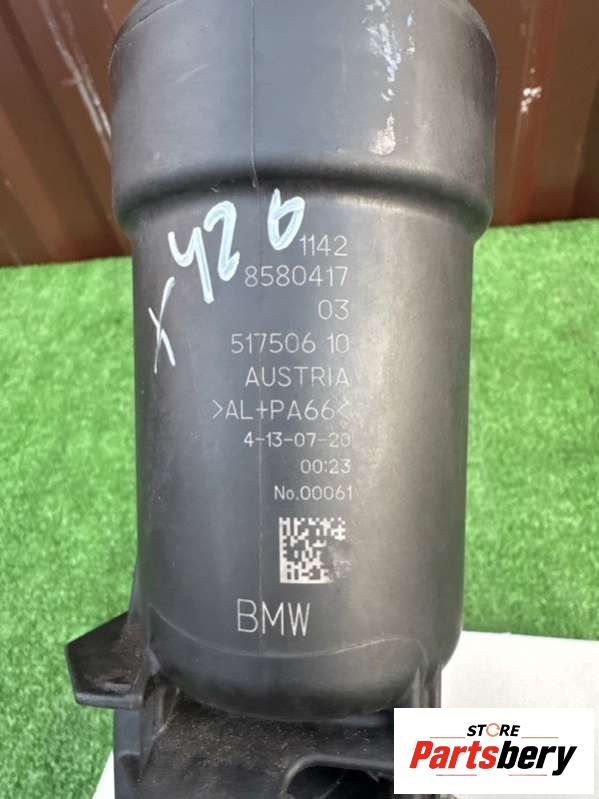 x426
1142
8580417
03
517506 10
AUSTRIA
>AL+PA66<
4-13-07-20
00:23
No.00061
BMW
STORE
Partsbery